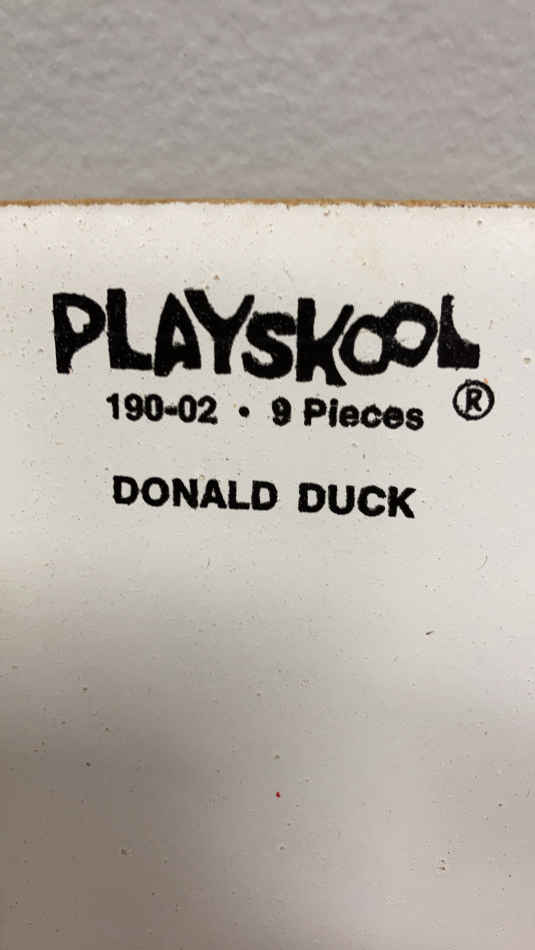 PLAYSKOOL ®
190-02 • 9 Pieces
DONALD DUCK